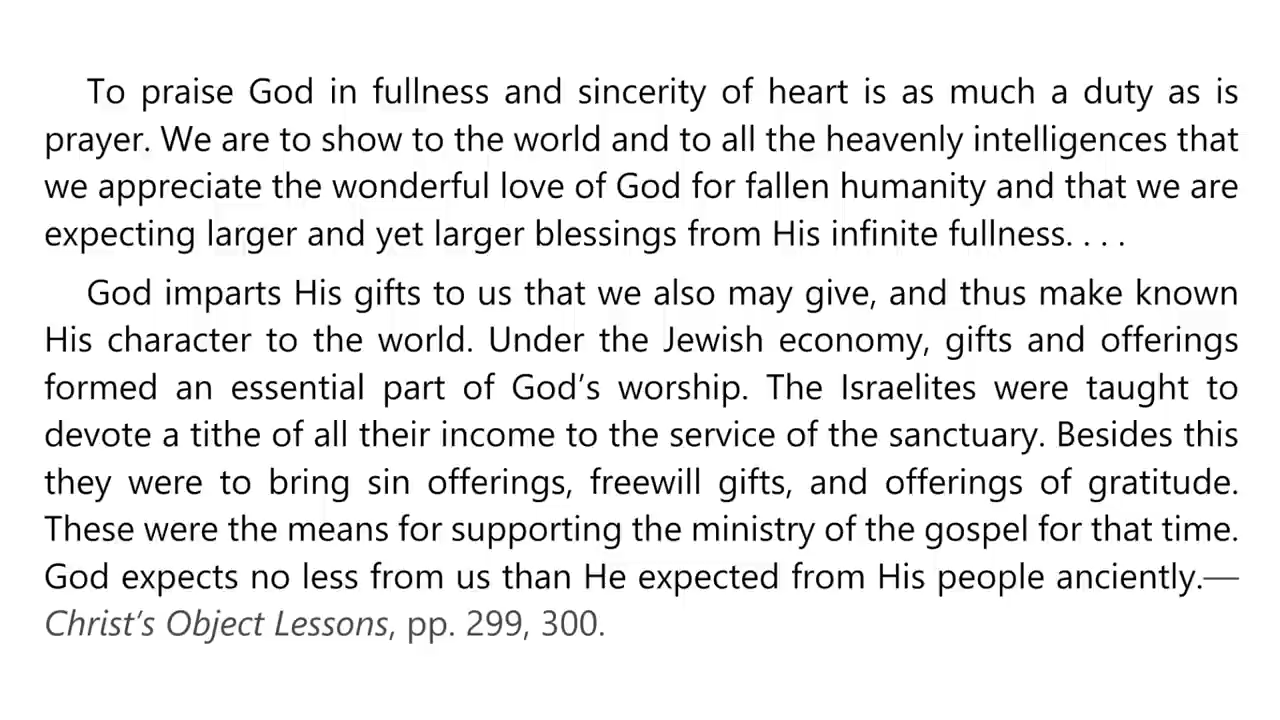 To praise God in fullness and sincerity of heart is as much a duty as is
prayer. We are to show to the world and to all the heavenly intelligences that
we appreciate the wonderful love of God for fallen humanity and that we are
expecting larger and yet larger blessings from His infinite fullness. . . .
God imparts His gifts to us that we also may give, and thus make known
His character to the world. Under the Jewish economy, gifts and offerings
formed an essential part of God’s worship. The Israelites were taught to
devote a tithe of all their income to the service of the sanctuary. Besides this
they were to bring sin offerings, freewill gifts, and offerings of gratitude.
These were the means for supporting the ministry of the gospel for that time.
God expects no less from us than He expected from His people anciently.—
Christ’s Object Lessons, pp. 299, 300.